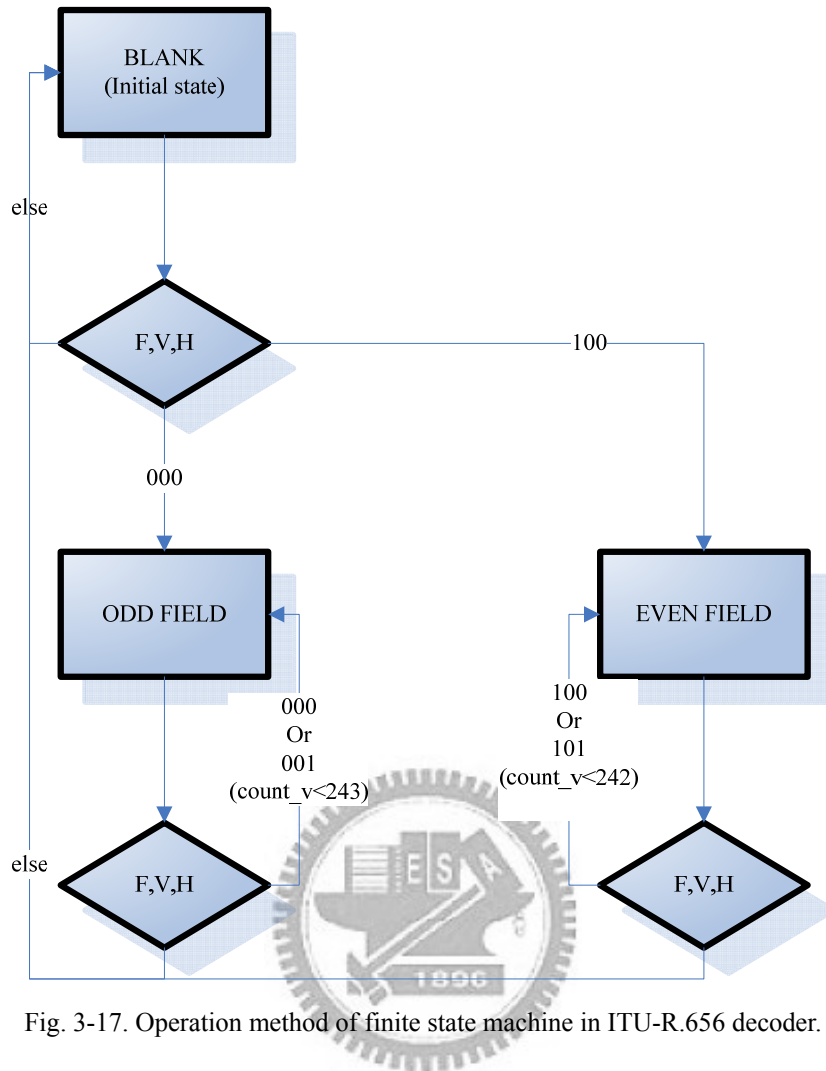 BLANK
(Initial state)
else
F,V,H
100
000
ODD FIELD
EVEN FIELD
000
Or
001
(count_v<243)
100
Or
101
(count_v<242)
else
F,V,H
F,V,H
E S A
1896
Fig. 3-17. Operation method of finite state machine in ITU-R.656 decoder.